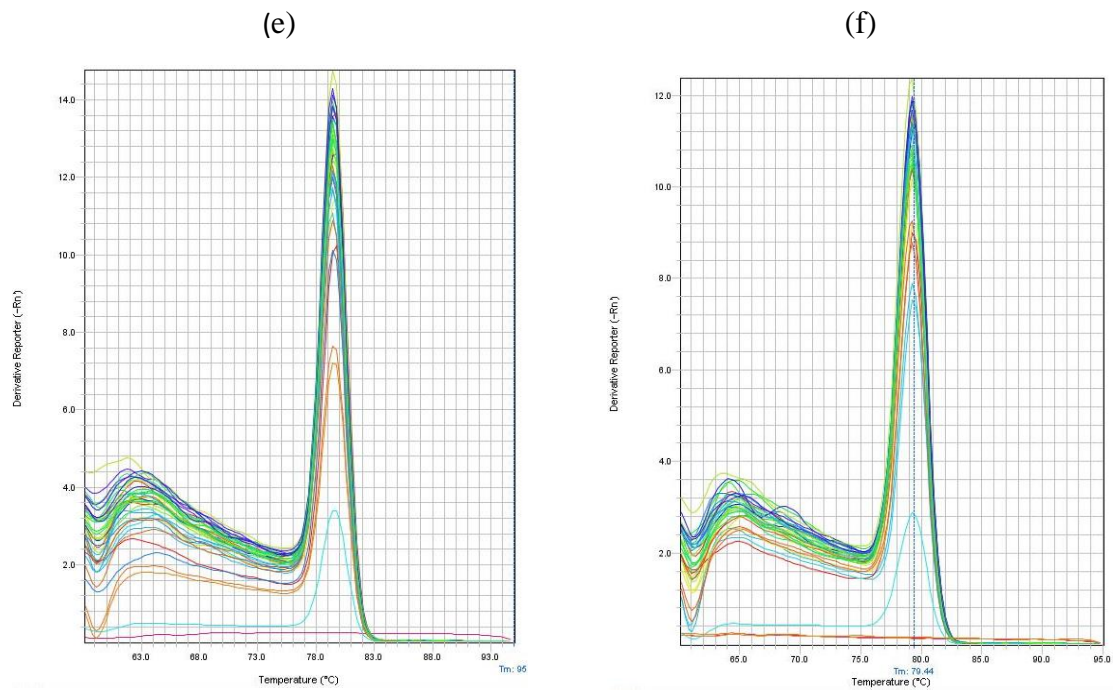 (e)
(f)
Derivative Reporter (-Rn')
14.0
12.0
10.0
8.0
6.0
4.0
2.0
63.0 68.0 73.0 78.0 83.0 88.0 93.0
Tm: 95
Temperature (°C)
Derivative Reporter (-Rn')
12.0
10.0
8.0
6.0
4.0
2.0
65.0 70.0 75.0 80.0 85.0 90.0 95.0
Tm: 79.44
Temperature (°C)